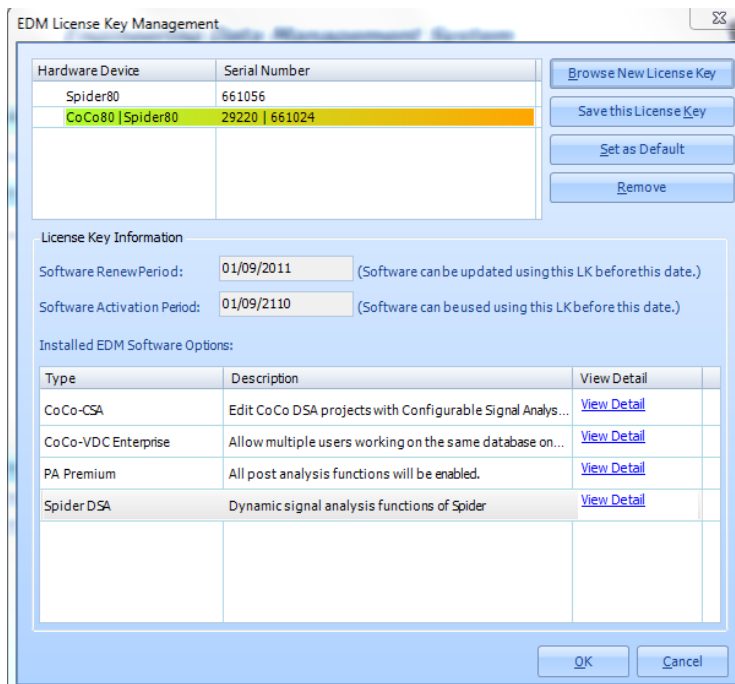 EDM License Key Management
Engineering Data Management System
Hardware Device Serial Number
Spider80 661056
CoCo80 |Spider80 29220 | 661024
Browse New License Key
Save this License Key
Set as Default
Remove
License Key Information
Software Renew Period: 01/09/2011 (Software can be updated using this LK before this date.)
Software Activation Period: 01/09/2110 (Software can be used using this LK before this date.)
Installed EDM Software Options:
Type Description View Detail
CoCo-CSA Edit CoCo DSA projects with Configurable Signal Analys... View Detail
CoCo-VDC Enterprise Allow multiple users working on the same database on... View Detail
PA Premium All post analysis functions will be enabled. View Detail
Spider DSA Dynamic signal analysis functions of Spider View Detail
OK Cancel